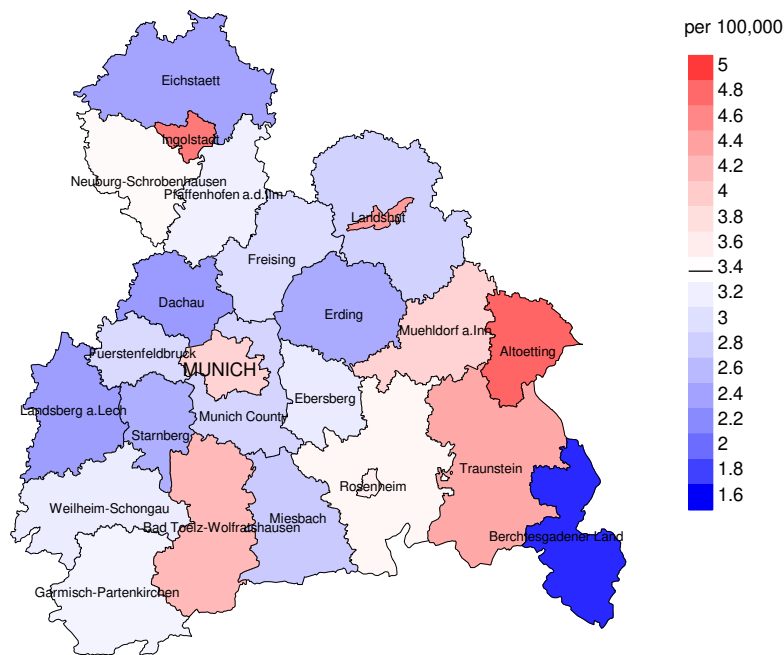 per 100,000
5
4.8
4.6
4.4
4.2
4
3.8
3.6
3.4
3.2
3
2.8
2.6
2.4
2.2
2
1.8
1.6
Eichstaett
Ingolstadt
Neuburg-Schrobenhausen
Pfaffenhofen a.d.Ilm
Landshut
Freising
Dachau
Erding
Muehldorf a.Inn
Altoetting
Fuerstenfeldbruck
MUNICH
Ebersberg
Landsberg a.Lech
Munich County
Starnberg
Traunstein
Rosenheim
Weilheim-Schongau
Miesbach
Bad Toelz-Wolfratshausen
Berchtesgadener Land
Garmisch-Partenkirchen